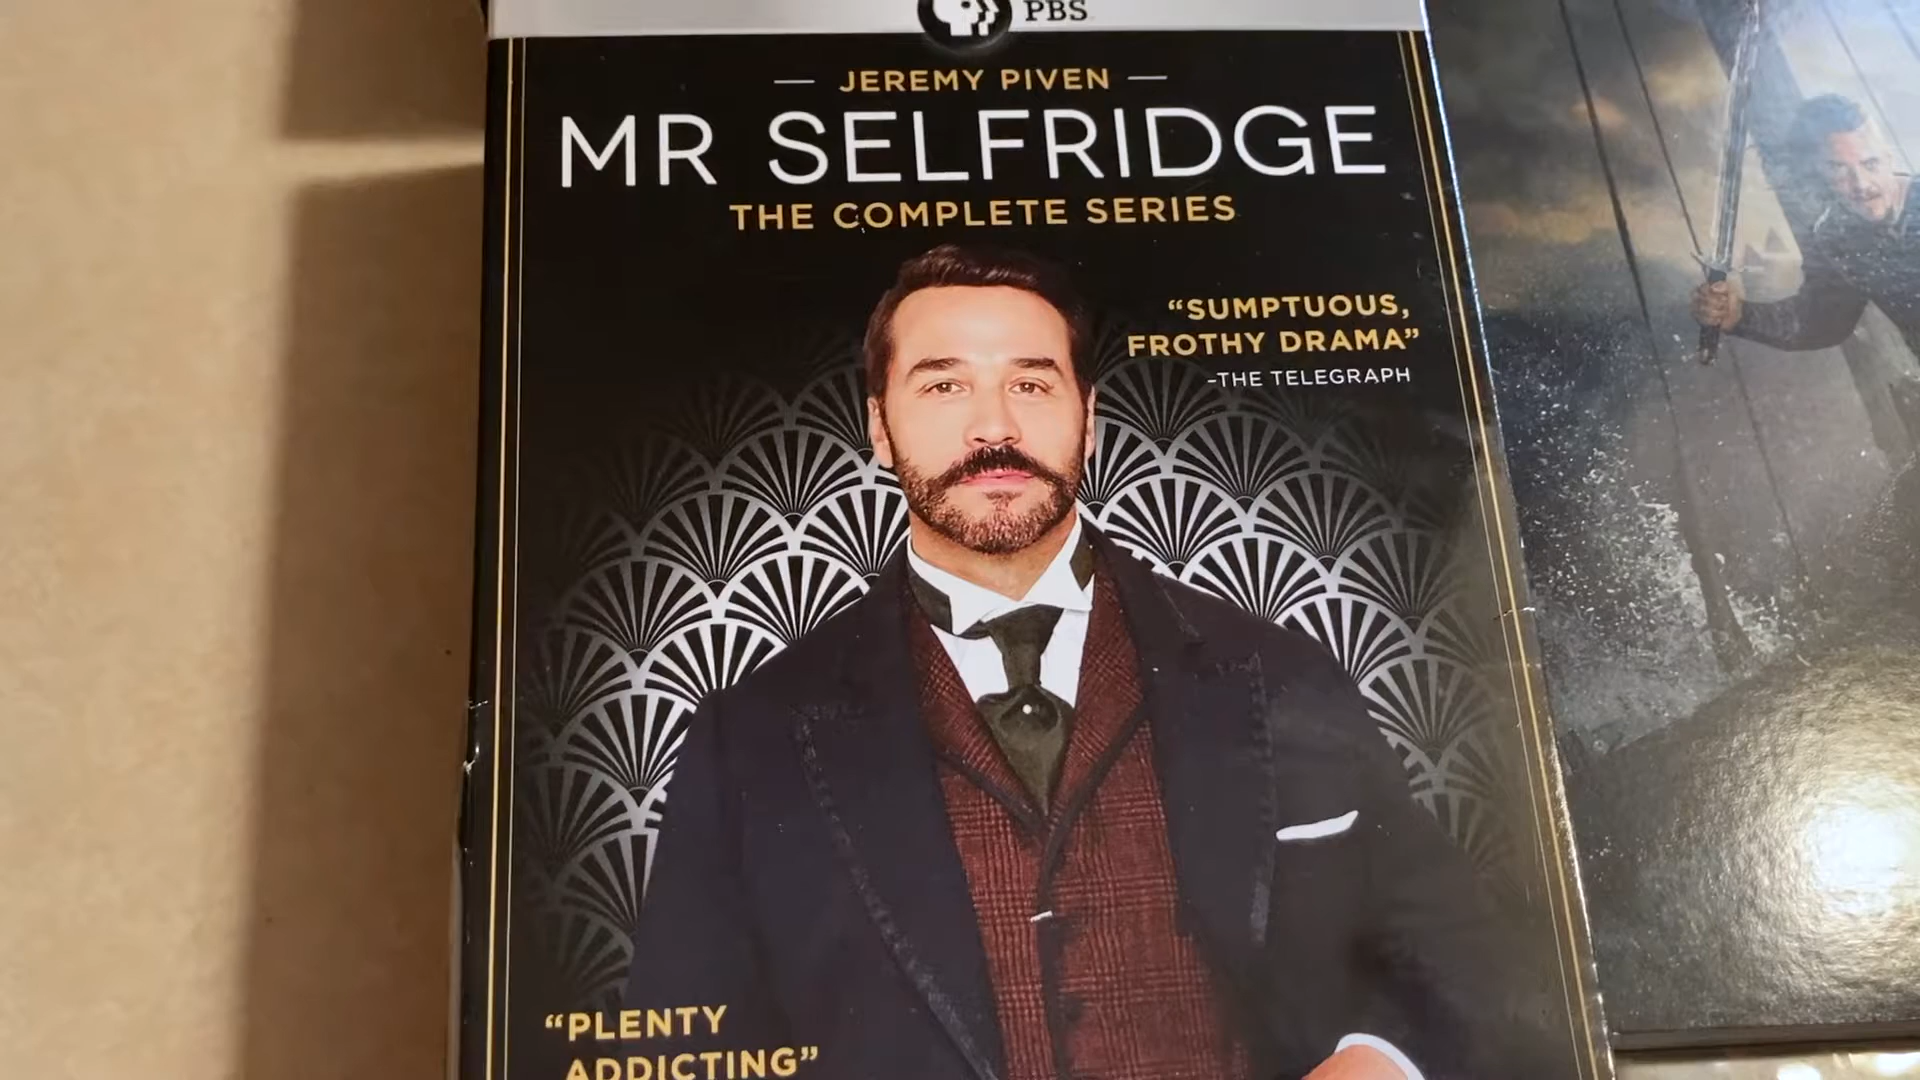 PBS
JEREMY PIVEN
MR SELFRIDGE
THE COMPLETE SERIES
“SUMPTUOUS,
FROTHY DRAMA”
-THE TELEGRAPH
“PLENTY
ADDICTING”